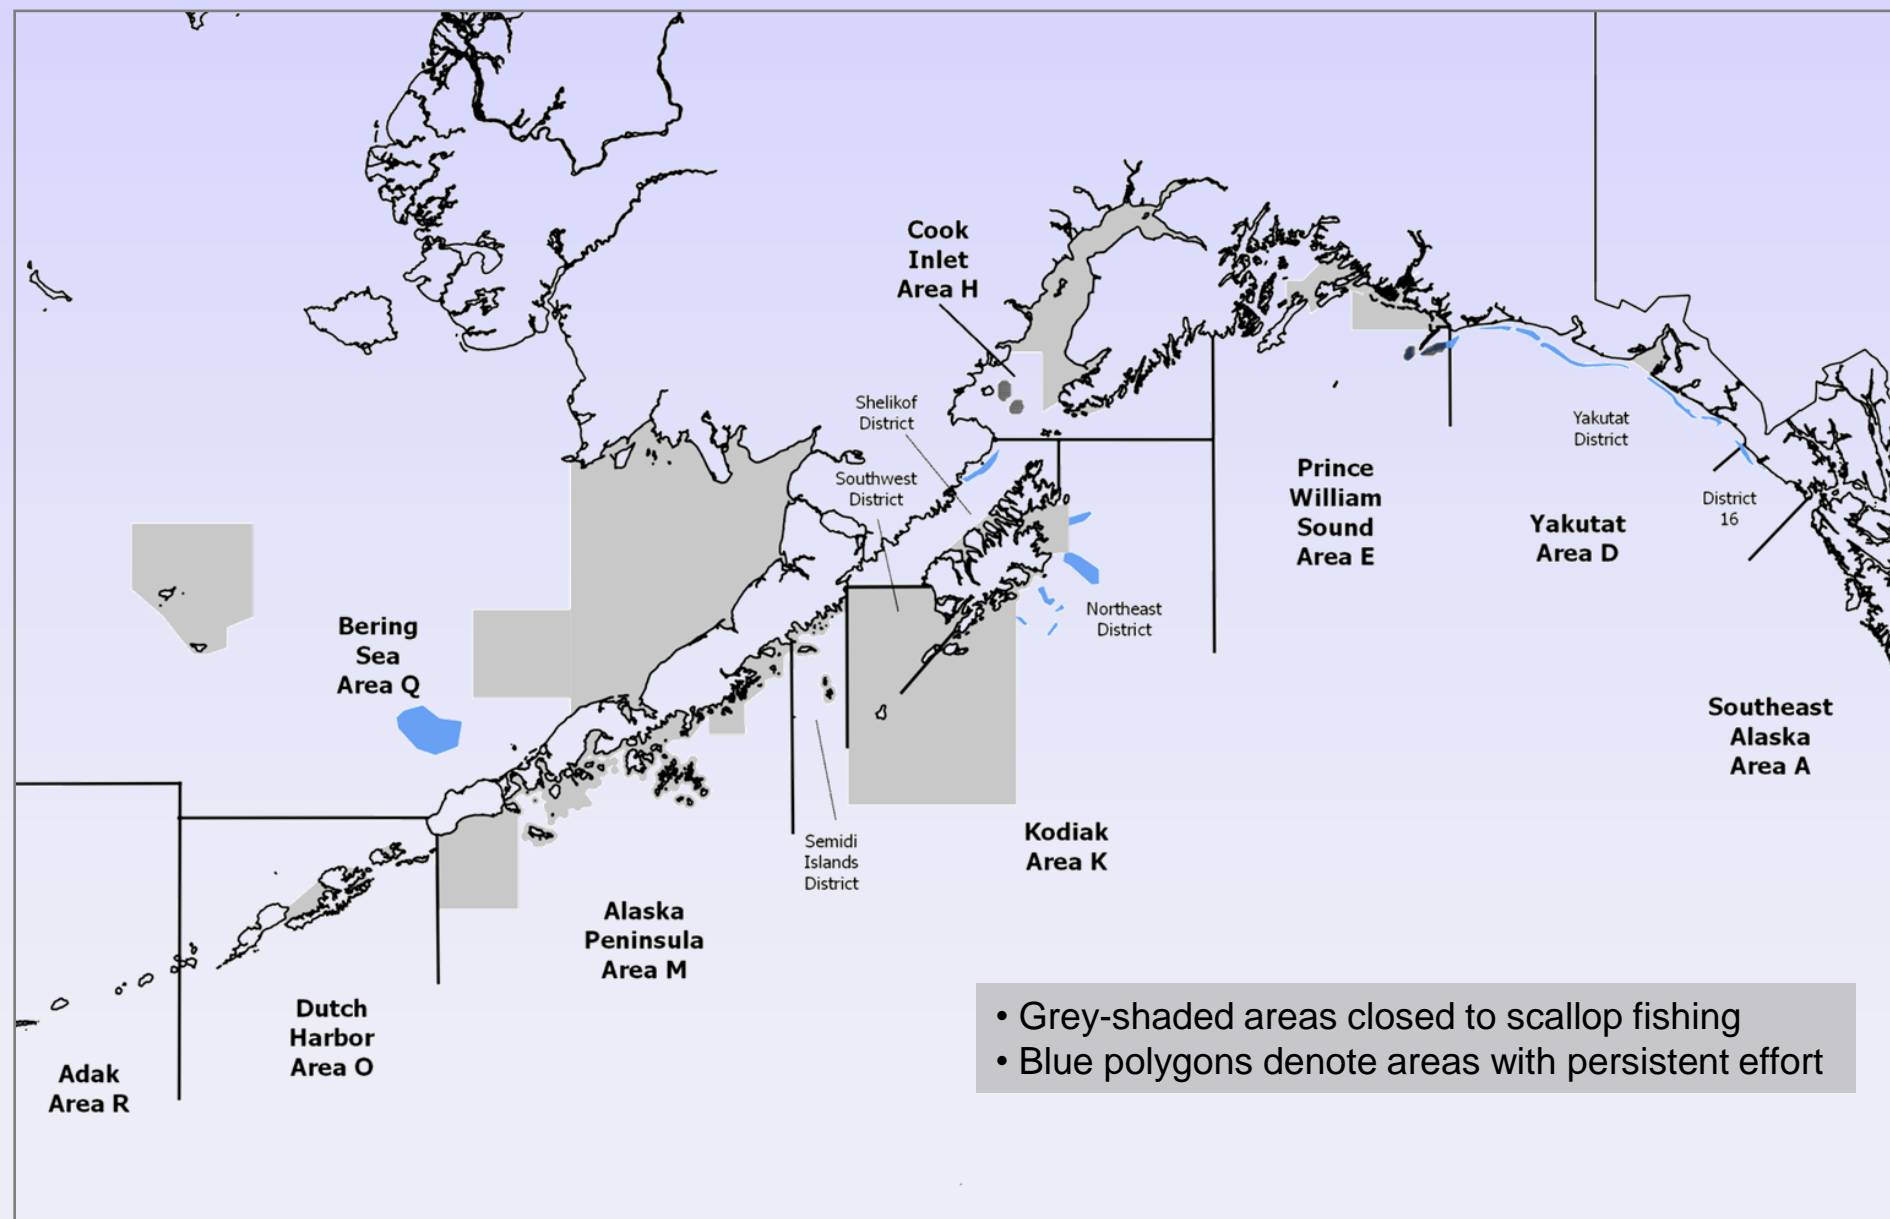 Cook
Inlet
Area H
Shelikof
District
Southwest
District
Yakutat
District
Prince
William
Sound
Area E
District
16
Yakutat
Area D
Northeast
District
Bering
Sea
Area Q
Southeast
Alaska
Area A
Kodiak
Area K
Semidi
Islands
District
Alaska
Peninsula
Area M
Dutch
Harbor
Area O
Adak
Area R
• Grey-shaded areas closed to scallop fishing
• Blue polygons denote areas with persistent effort